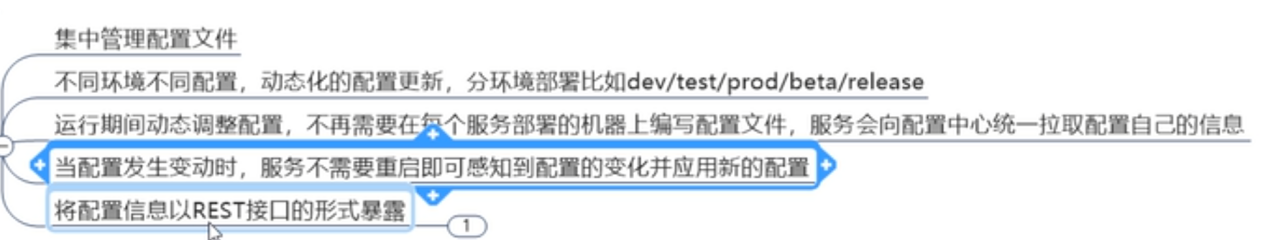 集中管理配置文件
不同环境不同配置，动态化的配置更新，分环境部署比如dev/test/prod/beta/release
运行期间动态调整配置，不再需要在每个服务部署的机器上编写配置文件，服务会向配置中心统一拉取配置自己的信息
当配置发生变动时，服务不需要重启即可感知到配置的变化并应用新的配置
将配置信息以REST接口的形式暴露
1